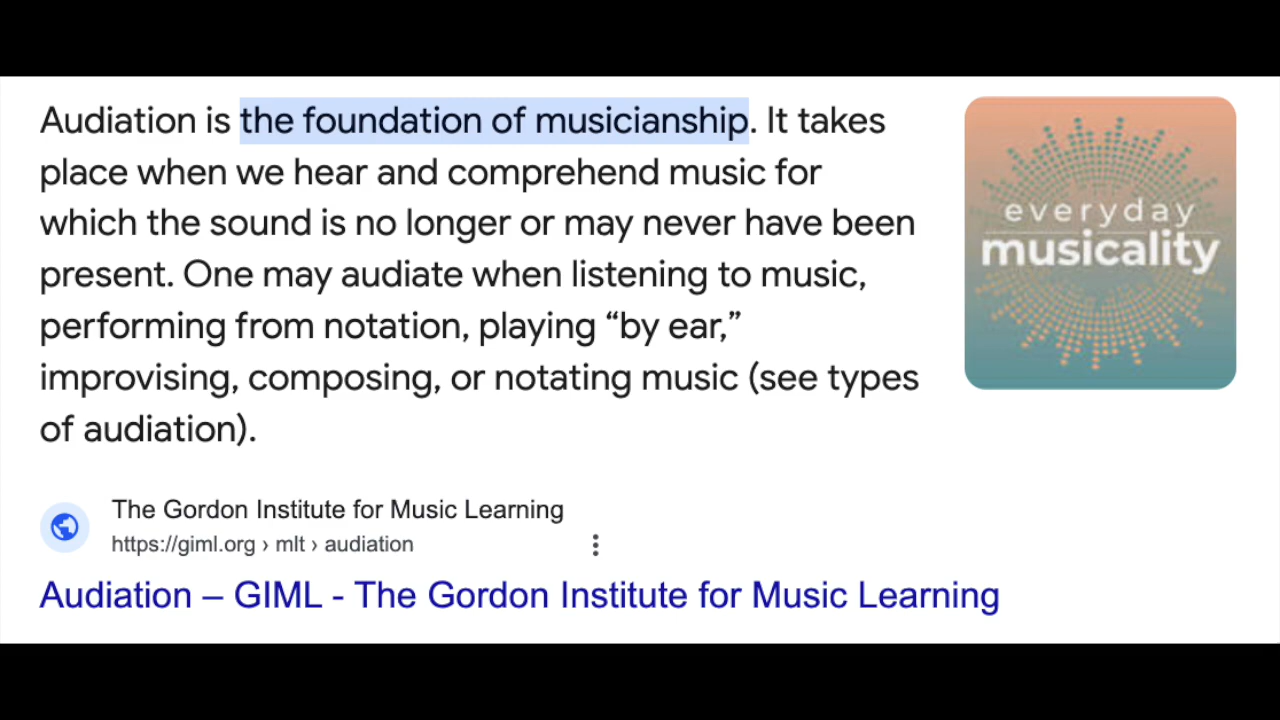 Audiation is the foundation of musicianship. It takes
place when we hear and comprehend music for
which the sound is no longer or may never have been
present. One may audiate when listening to music,
performing from notation, playing “by ear,”
improvising, composing, or notating music (see types
of audiation).
everyday
musicality
The Gordon Institute for Music Learning
https://giml.org › mlt › audiation
Audiation – GIML - The Gordon Institute for Music Learning